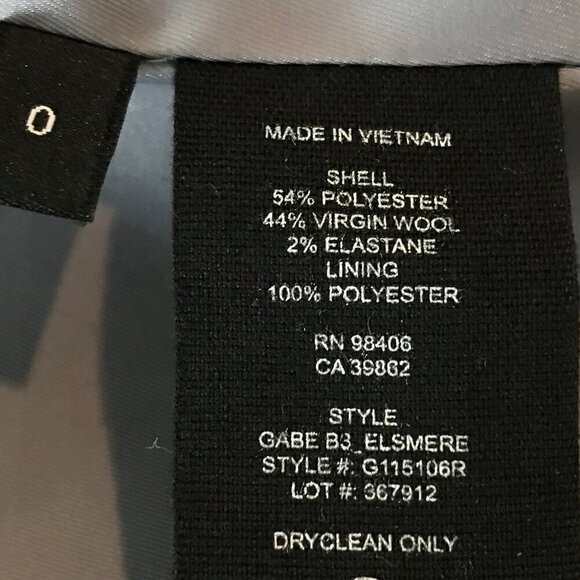 0
MADE IN VIETNAM
SHELL
54% POLYESTER
44% VIRGIN WOOL
2% ELASTANE
LINING
100% POLYESTER
RN 98406
CA 39862
STYLE
GABE B3_ELSMERE
STYLE #: G115106R
LOT #: 367912
DRYCLEAN ONLY